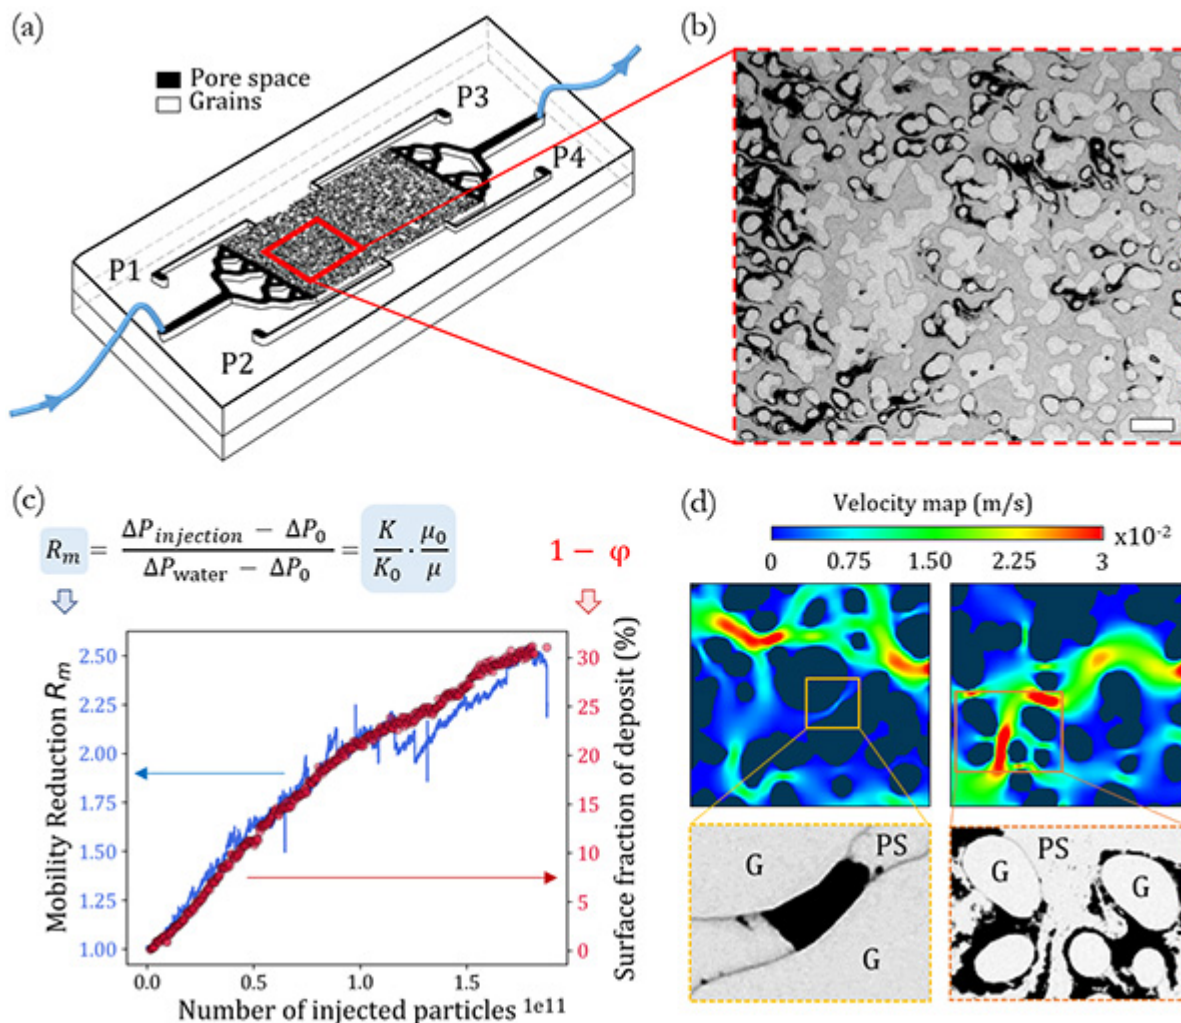 (a)
Pore space
Grains
P3
P4
P1
P2
(b)
(c)
R_m = (ΔP_injection − ΔP_0) / (ΔP_water − ΔP_0) = K/K_0 · μ_0/μ
1 − φ
Mobility Reduction R_m
2.50
2.25
2.00
1.75
1.50
1.25
1.00
30
25
20
15
10
5
0
Surface fraction of deposit (%)
0.0 0.5 1.0 1.5
Number of injected particles 1e11
(d)
Velocity map (m/s)
0 0.75 1.50 2.25 3 x10⁻²
G
PS
G
G
PS
G